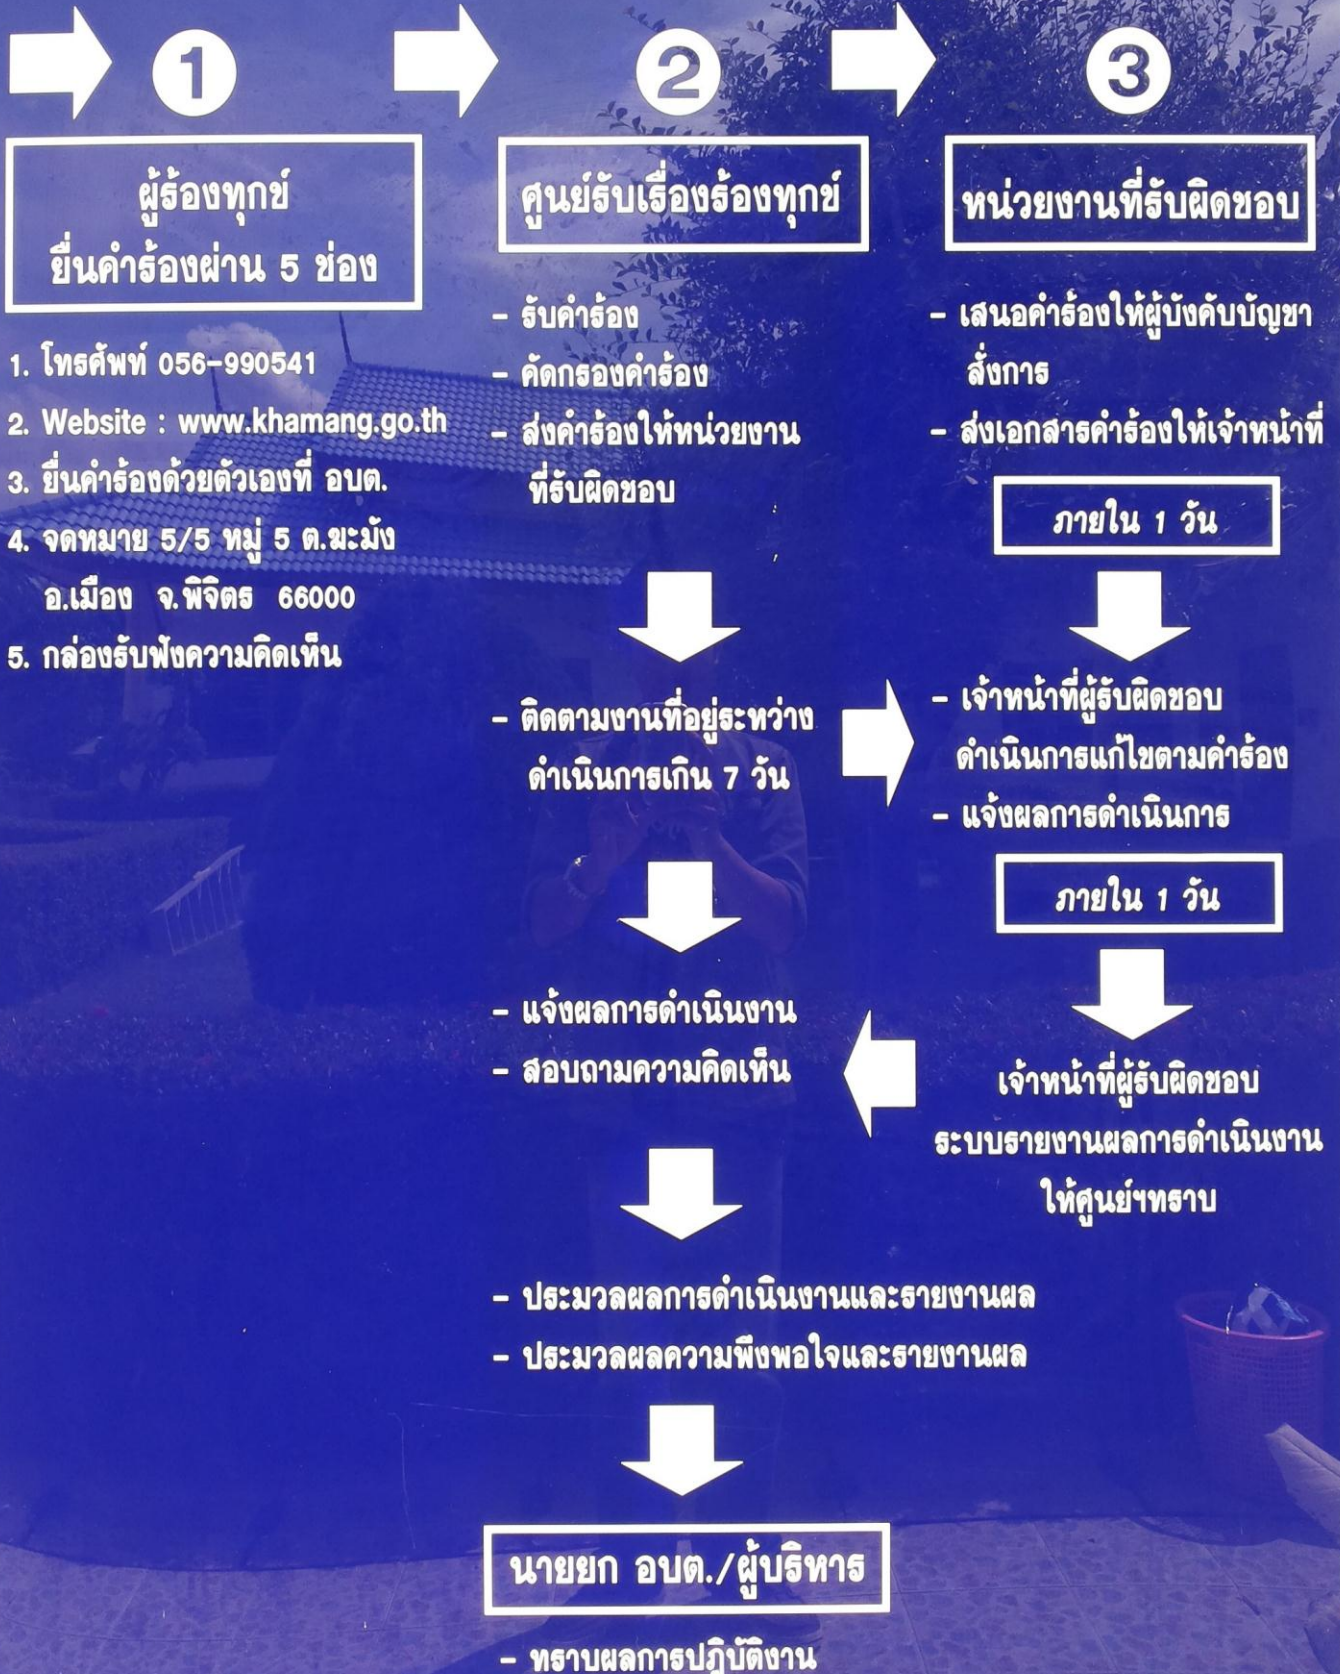 1
ผู้ร้องทุกข์
ยื่นคำร้องผ่าน 5 ช่อง
1. โทรศัพท์ 056-990541
2. Website : www.khamang.go.th
3. ยื่นคำร้องด้วยตัวเองที่ อบต.
4. จดหมาย 5/5 หมู่ 5 ต.ฆะมัง
อ.เมือง จ.พิจิตร 66000
5. กล่องรับฟังความคิดเห็น
2
ศูนย์รับเรื่องร้องทุกข์
- รับคำร้อง
- คัดกรองคำร้อง
- ส่งคำร้องให้หน่วยงาน
ที่รับผิดชอบ
- ติดตามงานที่อยู่ระหว่าง
ดำเนินการเกิน 7 วัน
- แจ้งผลการดำเนินงาน
- สอบถามความคิดเห็น
3
หน่วยงานที่รับผิดชอบ
- เสนอคำร้องให้ผู้บังคับบัญชา
สั่งการ
- ส่งเอกสารคำร้องให้เจ้าหน้าที่
ภายใน 1 วัน
- เจ้าหน้าที่ผู้รับผิดชอบ
ดำเนินการแก้ไขตามคำร้อง
- แจ้งผลการดำเนินการ
ภายใน 1 วัน
เจ้าหน้าที่ผู้รับผิดชอบ
ระบบรายงานผลการดำเนินงาน
ให้ศูนย์ฯทราบ
- ประมวลผลการดำเนินงานและรายงานผล
- ประมวลผลความพึงพอใจและรายงานผล
นายยก อบต./ผู้บริหาร
- ทราบผลการปฏิบัติงาน